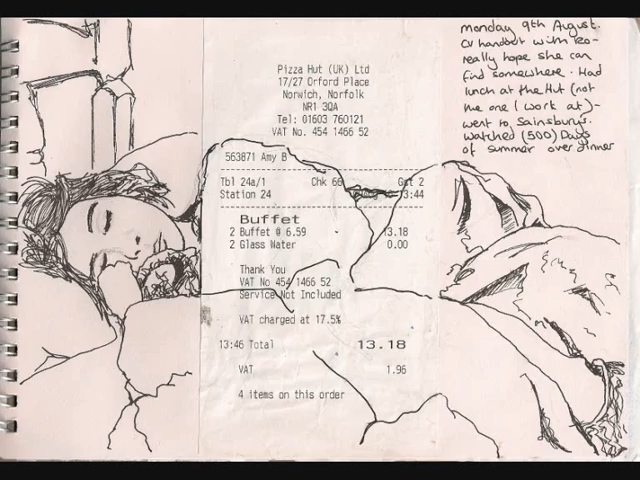 monday 9th August.
CV handout with Ro-
really hope she can
find somewhere. Had
lunch at the Hut (not
the one I work at)-
went to Sainsburys.
Watched (500) Days
of summer over dinner
Pizza Hut (UK) Ltd
17/27 Orford Place
Norwich, Norfolk
NR1 3QA
Tel: 01603 760121
VAT No. 454 1466 52
563871 Amy B
Tbl 24a/1 Chk 66 Gst 2
Station 24 13:44
Buffet
2 Buffet @ 6.59 13.18
2 Glass Water 0.00
Thank You
VAT No 454 1466 52
Service Not Included
VAT charged at 17.5%
13:46 Total 13.18
VAT 1.96
4 items on this order